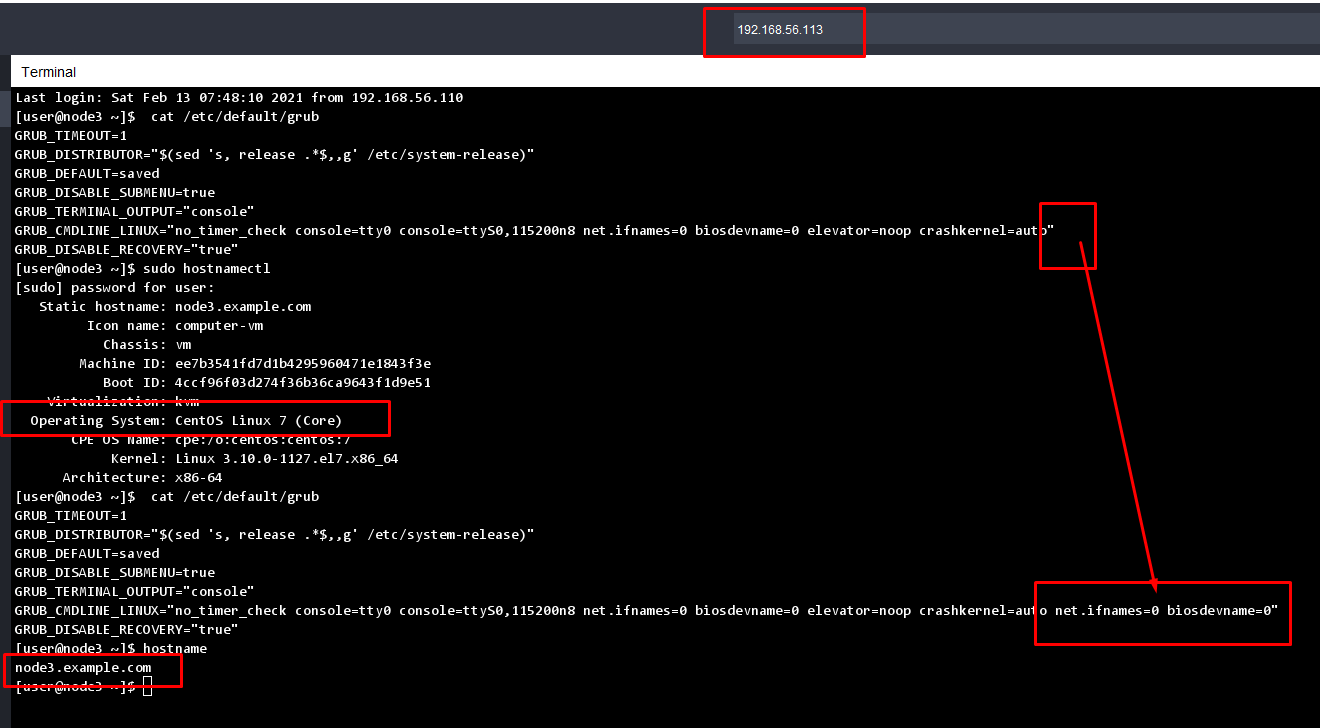 192.168.56.113
Terminal
Last login: Sat Feb 13 07:48:10 2021 from 192.168.56.110
[user@node3 ~]$  cat /etc/default/grub
GRUB_TIMEOUT=1
GRUB_DISTRIBUTOR="$(sed 's, release .*$,,g' /etc/system-release)"
GRUB_DEFAULT=saved
GRUB_DISABLE_SUBMENU=true
GRUB_TERMINAL_OUTPUT="console"
GRUB_CMDLINE_LINUX="no_timer_check console=tty0 console=ttyS0,115200n8 net.ifnames=0 biosdevname=0 elevator=noop crashkernel=auto"
GRUB_DISABLE_RECOVERY="true"
[user@node3 ~]$ sudo hostnamectl
[sudo] password for user:
Static hostname: node3.example.com
Icon name: computer-vm
Chassis: vm
Machine ID: ee7b3541fd7d1b4295960471e1843f3e
Boot ID: 4ccf96f03d274f36b36ca9643f1d9e51
Virtualization: kvm
Operating System: CentOS Linux 7 (Core)
CPE OS Name: cpe:/o:centos:centos:7
Kernel: Linux 3.10.0-1127.el7.x86_64
Architecture: x86-64
[user@node3 ~]$  cat /etc/default/grub
GRUB_TIMEOUT=1
GRUB_DISTRIBUTOR="$(sed 's, release .*$,,g' /etc/system-release)"
GRUB_DEFAULT=saved
GRUB_DISABLE_SUBMENU=true
GRUB_TERMINAL_OUTPUT="console"
GRUB_CMDLINE_LINUX="no_timer_check console=tty0 console=ttyS0,115200n8 net.ifnames=0 biosdevname=0 elevator=noop crashkernel=auto net.ifnames=0 biosdevname=0"
GRUB_DISABLE_RECOVERY="true"
[user@node3 ~]$ hostname
node3.example.com
[user@node3 ~]$